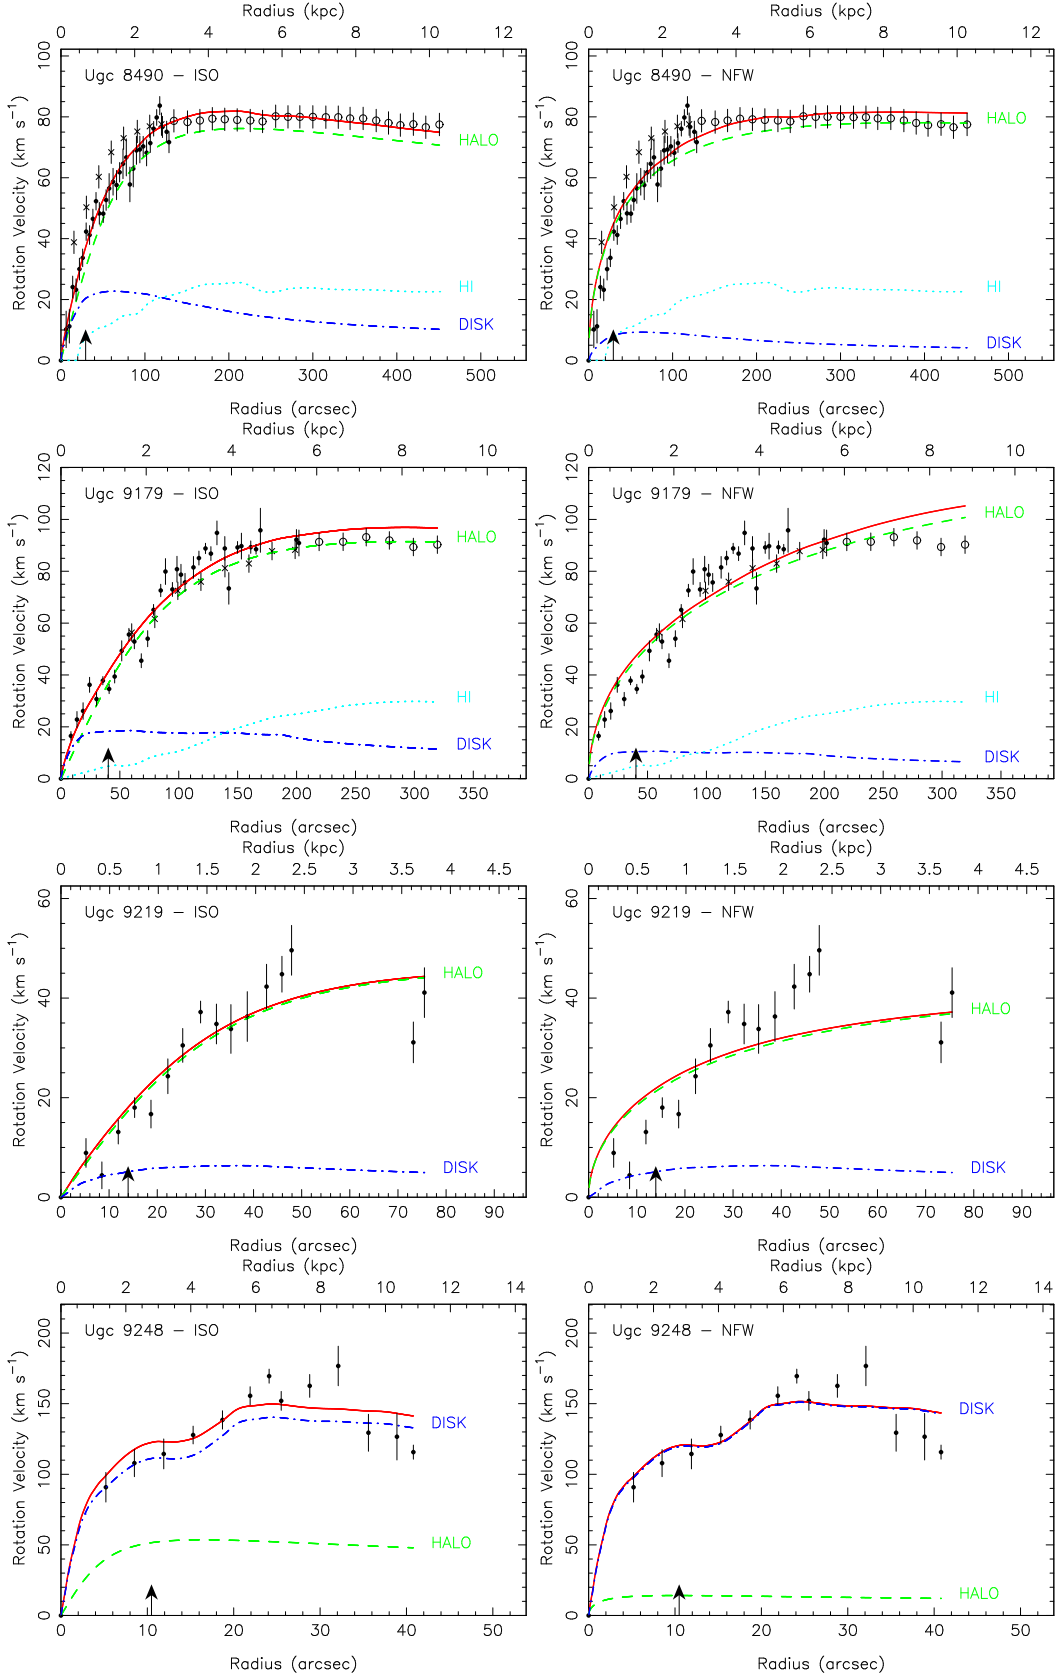 Radius (kpc) Radius (kpc)
0 2 4 6 8 10 12 0 2 4 6 8 10 12
Ugc 8490 – ISO Ugc 8490 – NFW
Rotation Velocity (km s⁻¹) Rotation Velocity (km s⁻¹)
100 80 60 40 20 0 100 80 60 40 20 0
HALO HALO
HI HI
DISK DISK
0 100 200 300 400 500 0 100 200 300 400 500
Radius (arcsec) Radius (arcsec)
Radius (kpc) Radius (kpc)
0 2 4 6 8 10 0 2 4 6 8 10
Ugc 9179 – ISO Ugc 9179 – NFW
Rotation Velocity (km s⁻¹) Rotation Velocity (km s⁻¹)
120 100 80 60 40 20 0 120 100 80 60 40 20 0
HALO HALO
HI HI
DISK DISK
0 50 100 150 200 250 300 350 0 50 100 150 200 250 300 350
Radius (arcsec) Radius (arcsec)
Radius (kpc) Radius (kpc)
0 0.5 1 1.5 2 2.5 3 3.5 4 4.5 0 0.5 1 1.5 2 2.5 3 3.5 4 4.5
Ugc 9219 – ISO Ugc 9219 – NFW
Rotation Velocity (km s⁻¹) Rotation Velocity (km s⁻¹)
60 40 20 0 60 40 20 0
HALO HALO
DISK DISK
0 10 20 30 40 50 60 70 80 90 0 10 20 30 40 50 60 70 80 90
Radius (arcsec) Radius (arcsec)
Radius (kpc) Radius (kpc)
0 2 4 6 8 10 12 14 0 2 4 6 8 10 12 14
Ugc 9248 – ISO Ugc 9248 – NFW
Rotation Velocity (km s⁻¹) Rotation Velocity (km s⁻¹)
200 150 100 50 0 200 150 100 50 0
DISK DISK
HALO HALO
0 10 20 30 40 50 0 10 20 30 40 50
Radius (arcsec) Radius (arcsec)